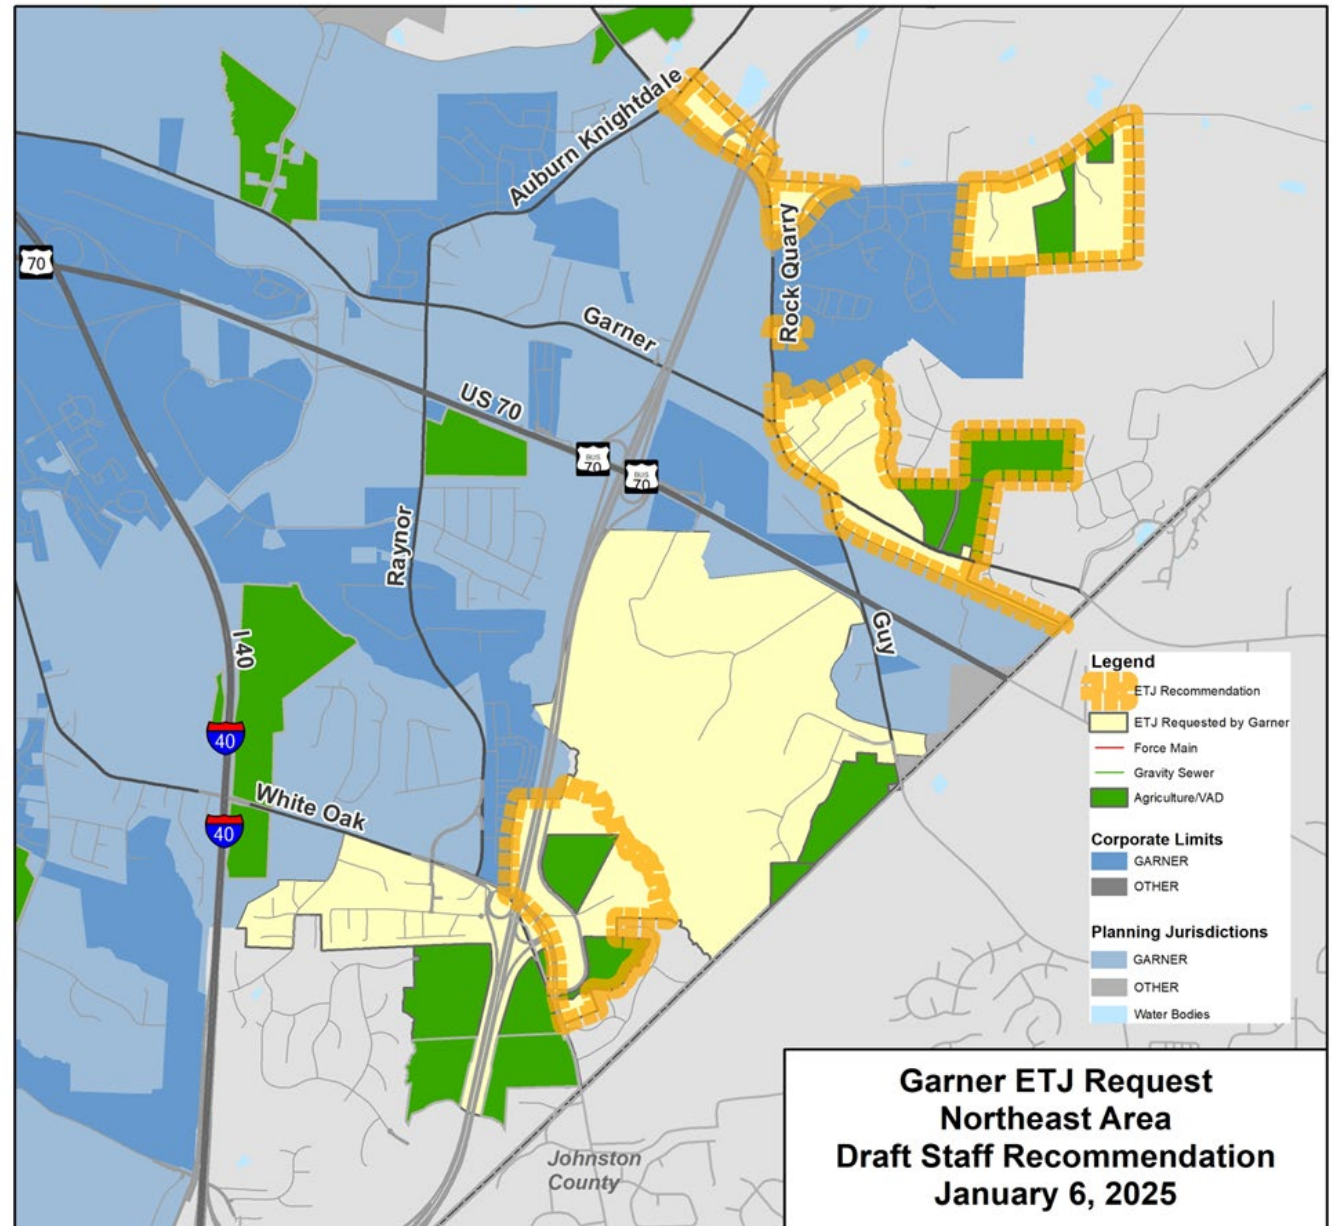 Auburn Knightdale
70
Rock Quarry
Garner
US 70
BUS
70
BUS
70
Raynor
Guy
I 40
40
White Oak
40
Legend
ETJ Recommendation
ETJ Requested by Garner
Force Main
Gravity Sewer
Agriculture/VAD
Corporate Limits
GARNER
OTHER
Planning Jurisdictions
GARNER
OTHER
Water Bodies
Johnston
County
Garner ETJ Request
Northeast Area
Draft Staff Recommendation
January 6, 2025